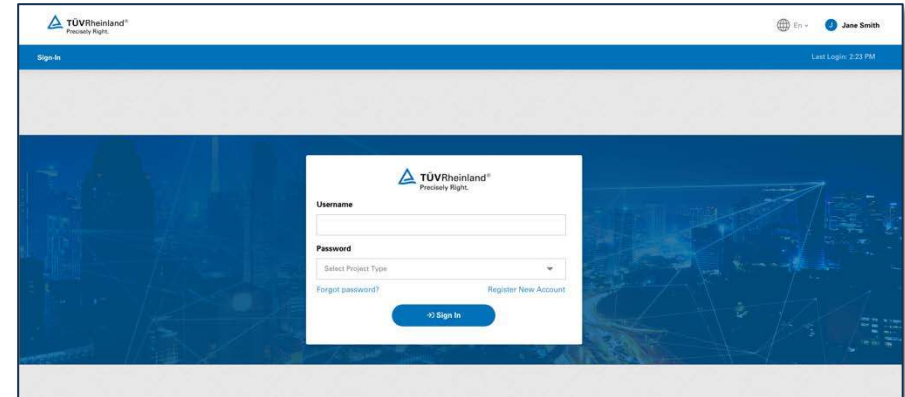 TÜVRheinland®
Precisely Right.
En
J
Jane Smith
Sign-In
Last Login: 2:23 PM
TÜVRheinland®
Precisely Right.
Username
Password
Select Project Type
Forgot password?
Register New Account
Sign In